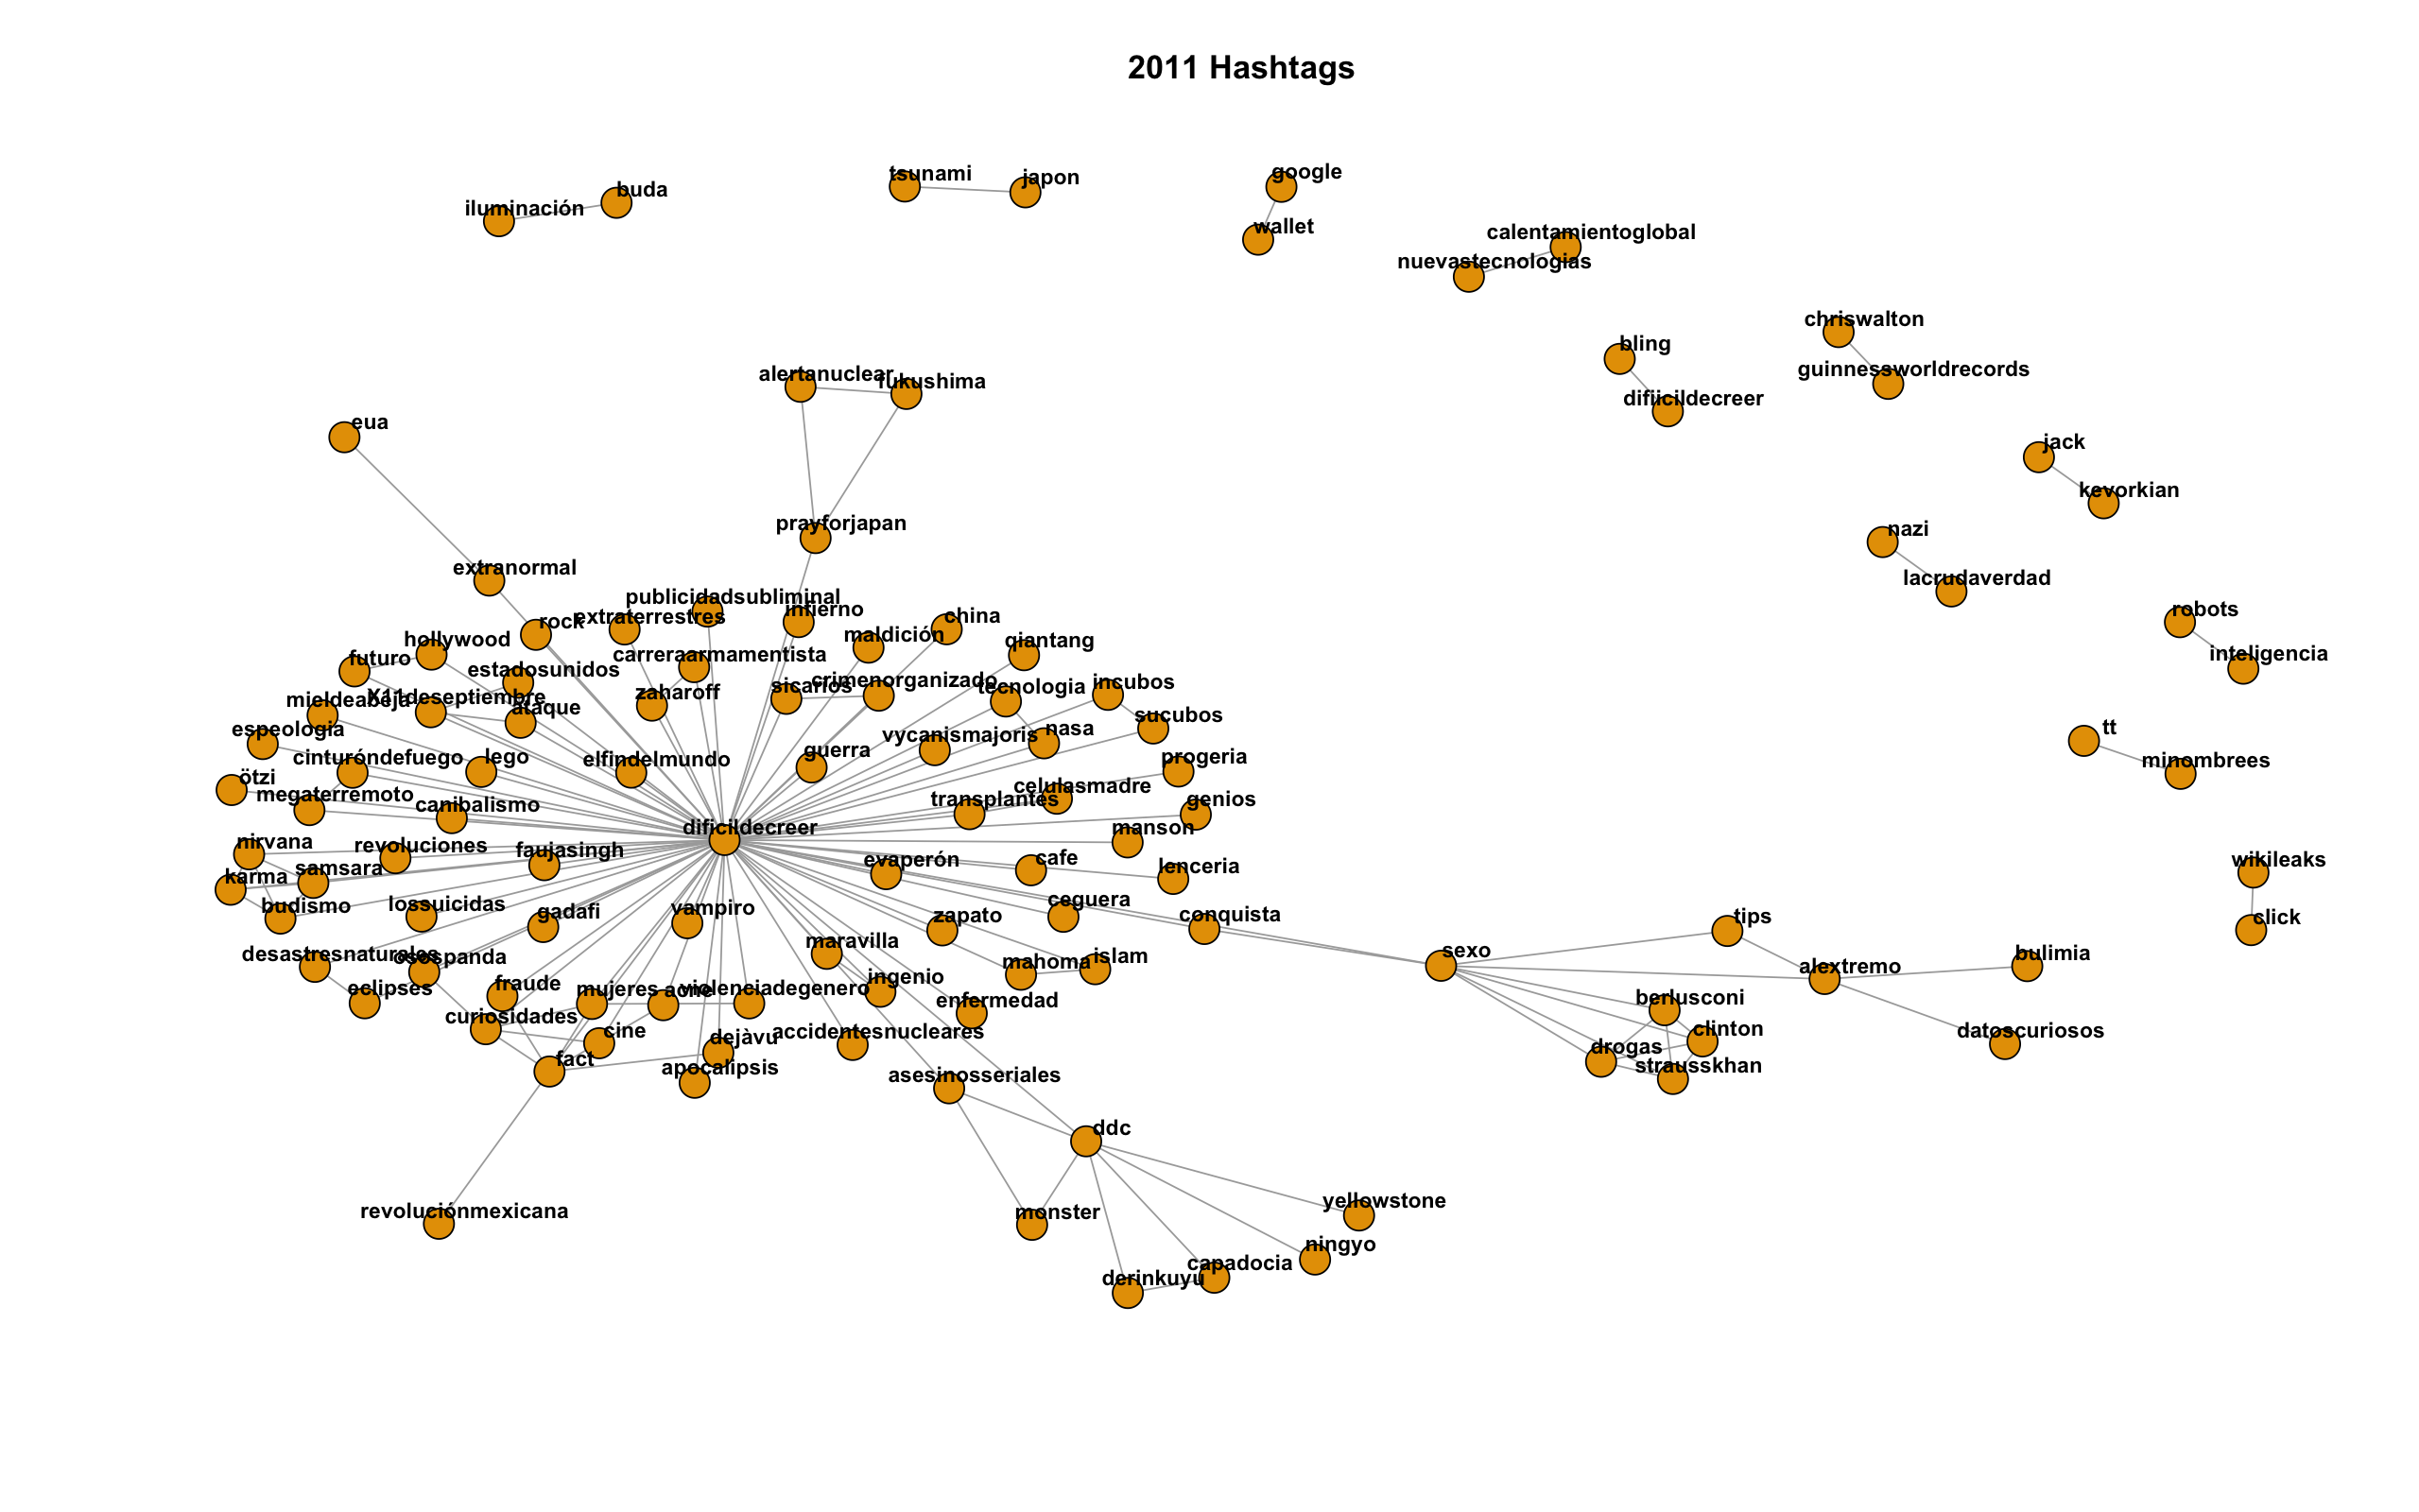 2011 Hashtags
google
tsunami
japon
buda
iluminación
wallet
calentamientoglobal
nuevastecnologias
chriswalton
bling
guinnessworldrecords
alertanuclear
fukushima
difiicildecreer
eua
jack
kevorkian
prayforjapan
nazi
extranormal
lacrudaverdad
publicidadsubliminal
infierno
robots
china
extraterrestres
rock
maldición
hollywood
qiantang
carreraarmamentista
inteligencia
futuro
estadosunidos
crimenorganizado
incubos
sicarios
tecnologia
zaharoff
X11deseptiembre
mieldeabeja
ataque
sucubos
tt
espeologia
vycanismajoris
nasa
guerra
cinturóndefuego
lego
elfindelmundo
progeria
minombrees
ötzi
celulasmadre
megaterremoto
transplantes
genios
canibalismo
dificildecreer
manson
nirvana
revoluciones
faujasingh
evaperón
cafe
wikileaks
lenceria
samsara
karma
ceguera
budismo
lossuicidas
gadafi
vampiro
zapato
conquista
tips
click
maravilla
sexo
desastresnaturales
osospanda
mahoma
islam
bulimia
alextremo
ingenio
fraude
eclipses
mujeres
acne
violenciadegenero
berlusconi
enfermedad
curiosidades
cine
accidentesnucleares
clinton
datoscuriosos
dejàvu
drogas
fact
apocalipsis
strausskhan
asesinosseriales
ddc
yellowstone
revoluciónmexicana
monster
ningyo
capadocia
derinkuyu